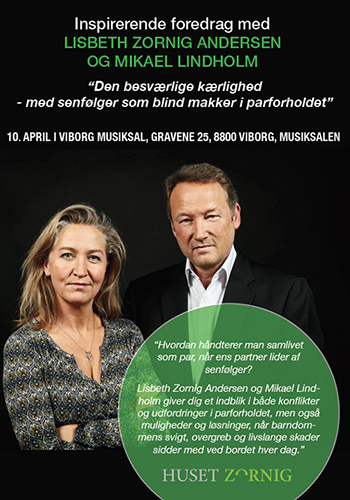 Inspirerende foredrag med
LISBETH ZORNIG ANDERSEN
OG MIKAEL LINDHOLM
“Den besværlige kærlighed
- med senfølger som blind makker i parforholdet”
10. APRIL I VIBORG MUSIKSAL, GRAVENE 25, 8800 VIBORG, MUSIKSALEN
“Hvordan håndterer man samlivet
som par, når ens partner lider af
senfølger?
Lisbeth Zornig Andersen og Mikael Lind-
holm giver dig et indblik i både konflikter
og udfordringer i parforholdet, men også
muligheder og løsninger, når barndom-
mens svigt, overgreb og livslange skader
sidder med ved bordet hver dag.”
HUSET ZORNIG